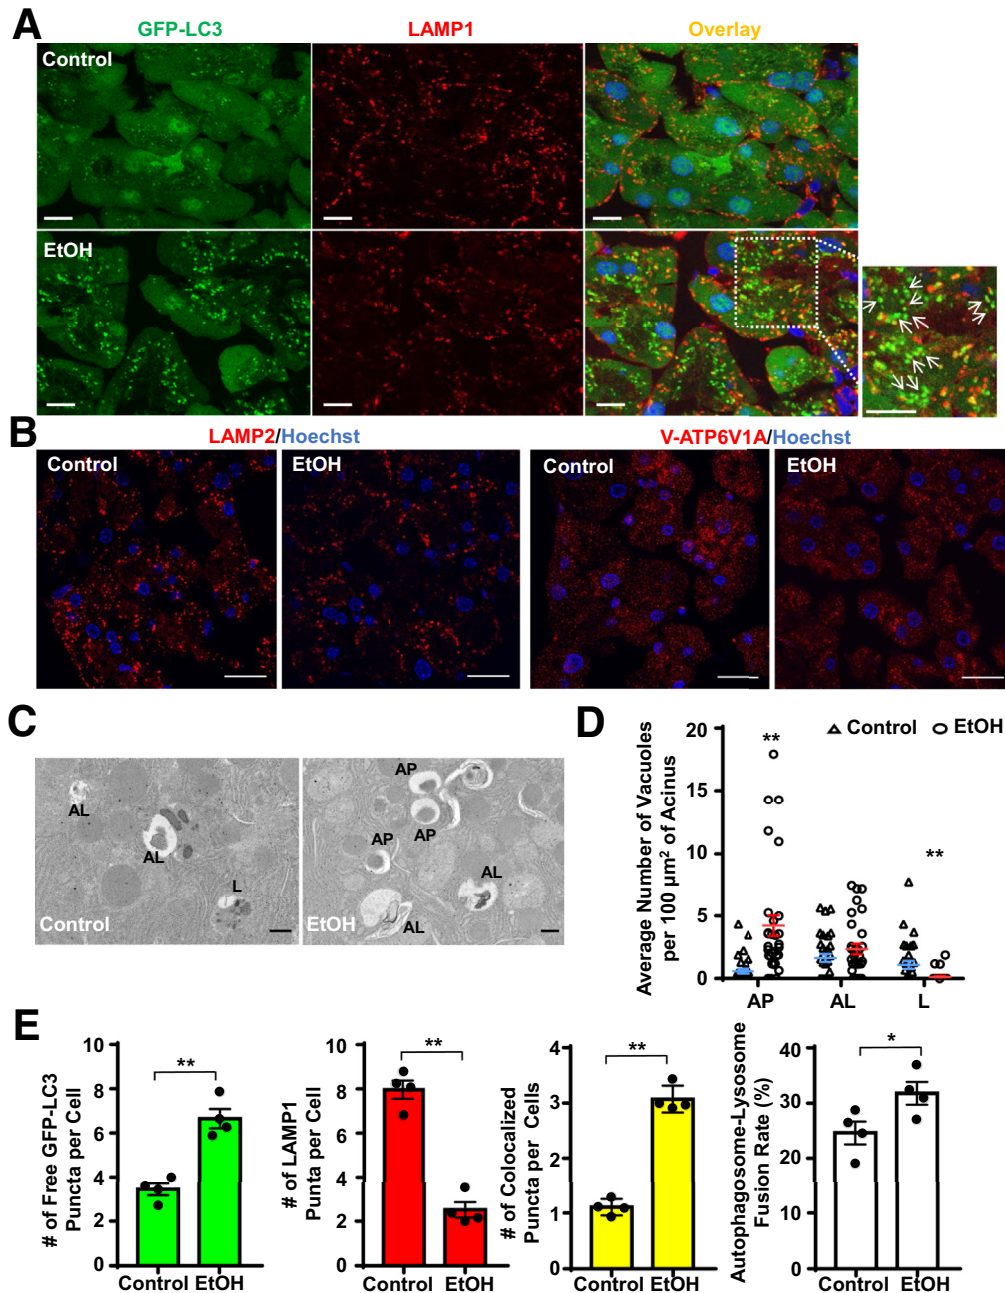 A
GFP-LC3 LAMP1 Overlay
Control
EtOH
B
LAMP2/Hoechst V-ATP6V1A/Hoechst
Control EtOH Control EtOH
C
AL
AL
L
Control
AP
AP
AP
AL
AL
EtOH
D
Average Number of Vacuoles
per 100 µm² of Acinus
20
15
10
5
0
Control EtOH
**
**
AP AL L
E
# of Free GFP-LC3
Puncta per Cell
10
8
6
4
2
0
**
Control EtOH
# of LAMP1
Punta per Cell
10
8
6
4
2
0
**
Control EtOH
# of Colocalized
Puncta per Cells
4
3
2
1
0
**
Control EtOH
Autophagosome-Lysosome
Fusion Rate (%)
40
30
20
10
0
*
Control EtOH